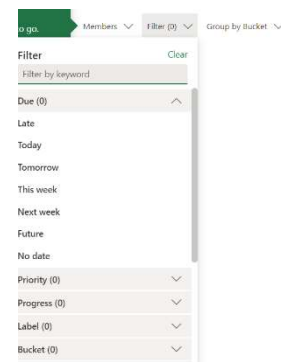 to go. Members Filter (0) Group by Bucket
Filter Clear
Filter by keyword
Due (0)
Late
Today
Tomorrow
This week
Next week
Future
No date
Priority (0)
Progress (0)
Label (0)
Bucket (0)